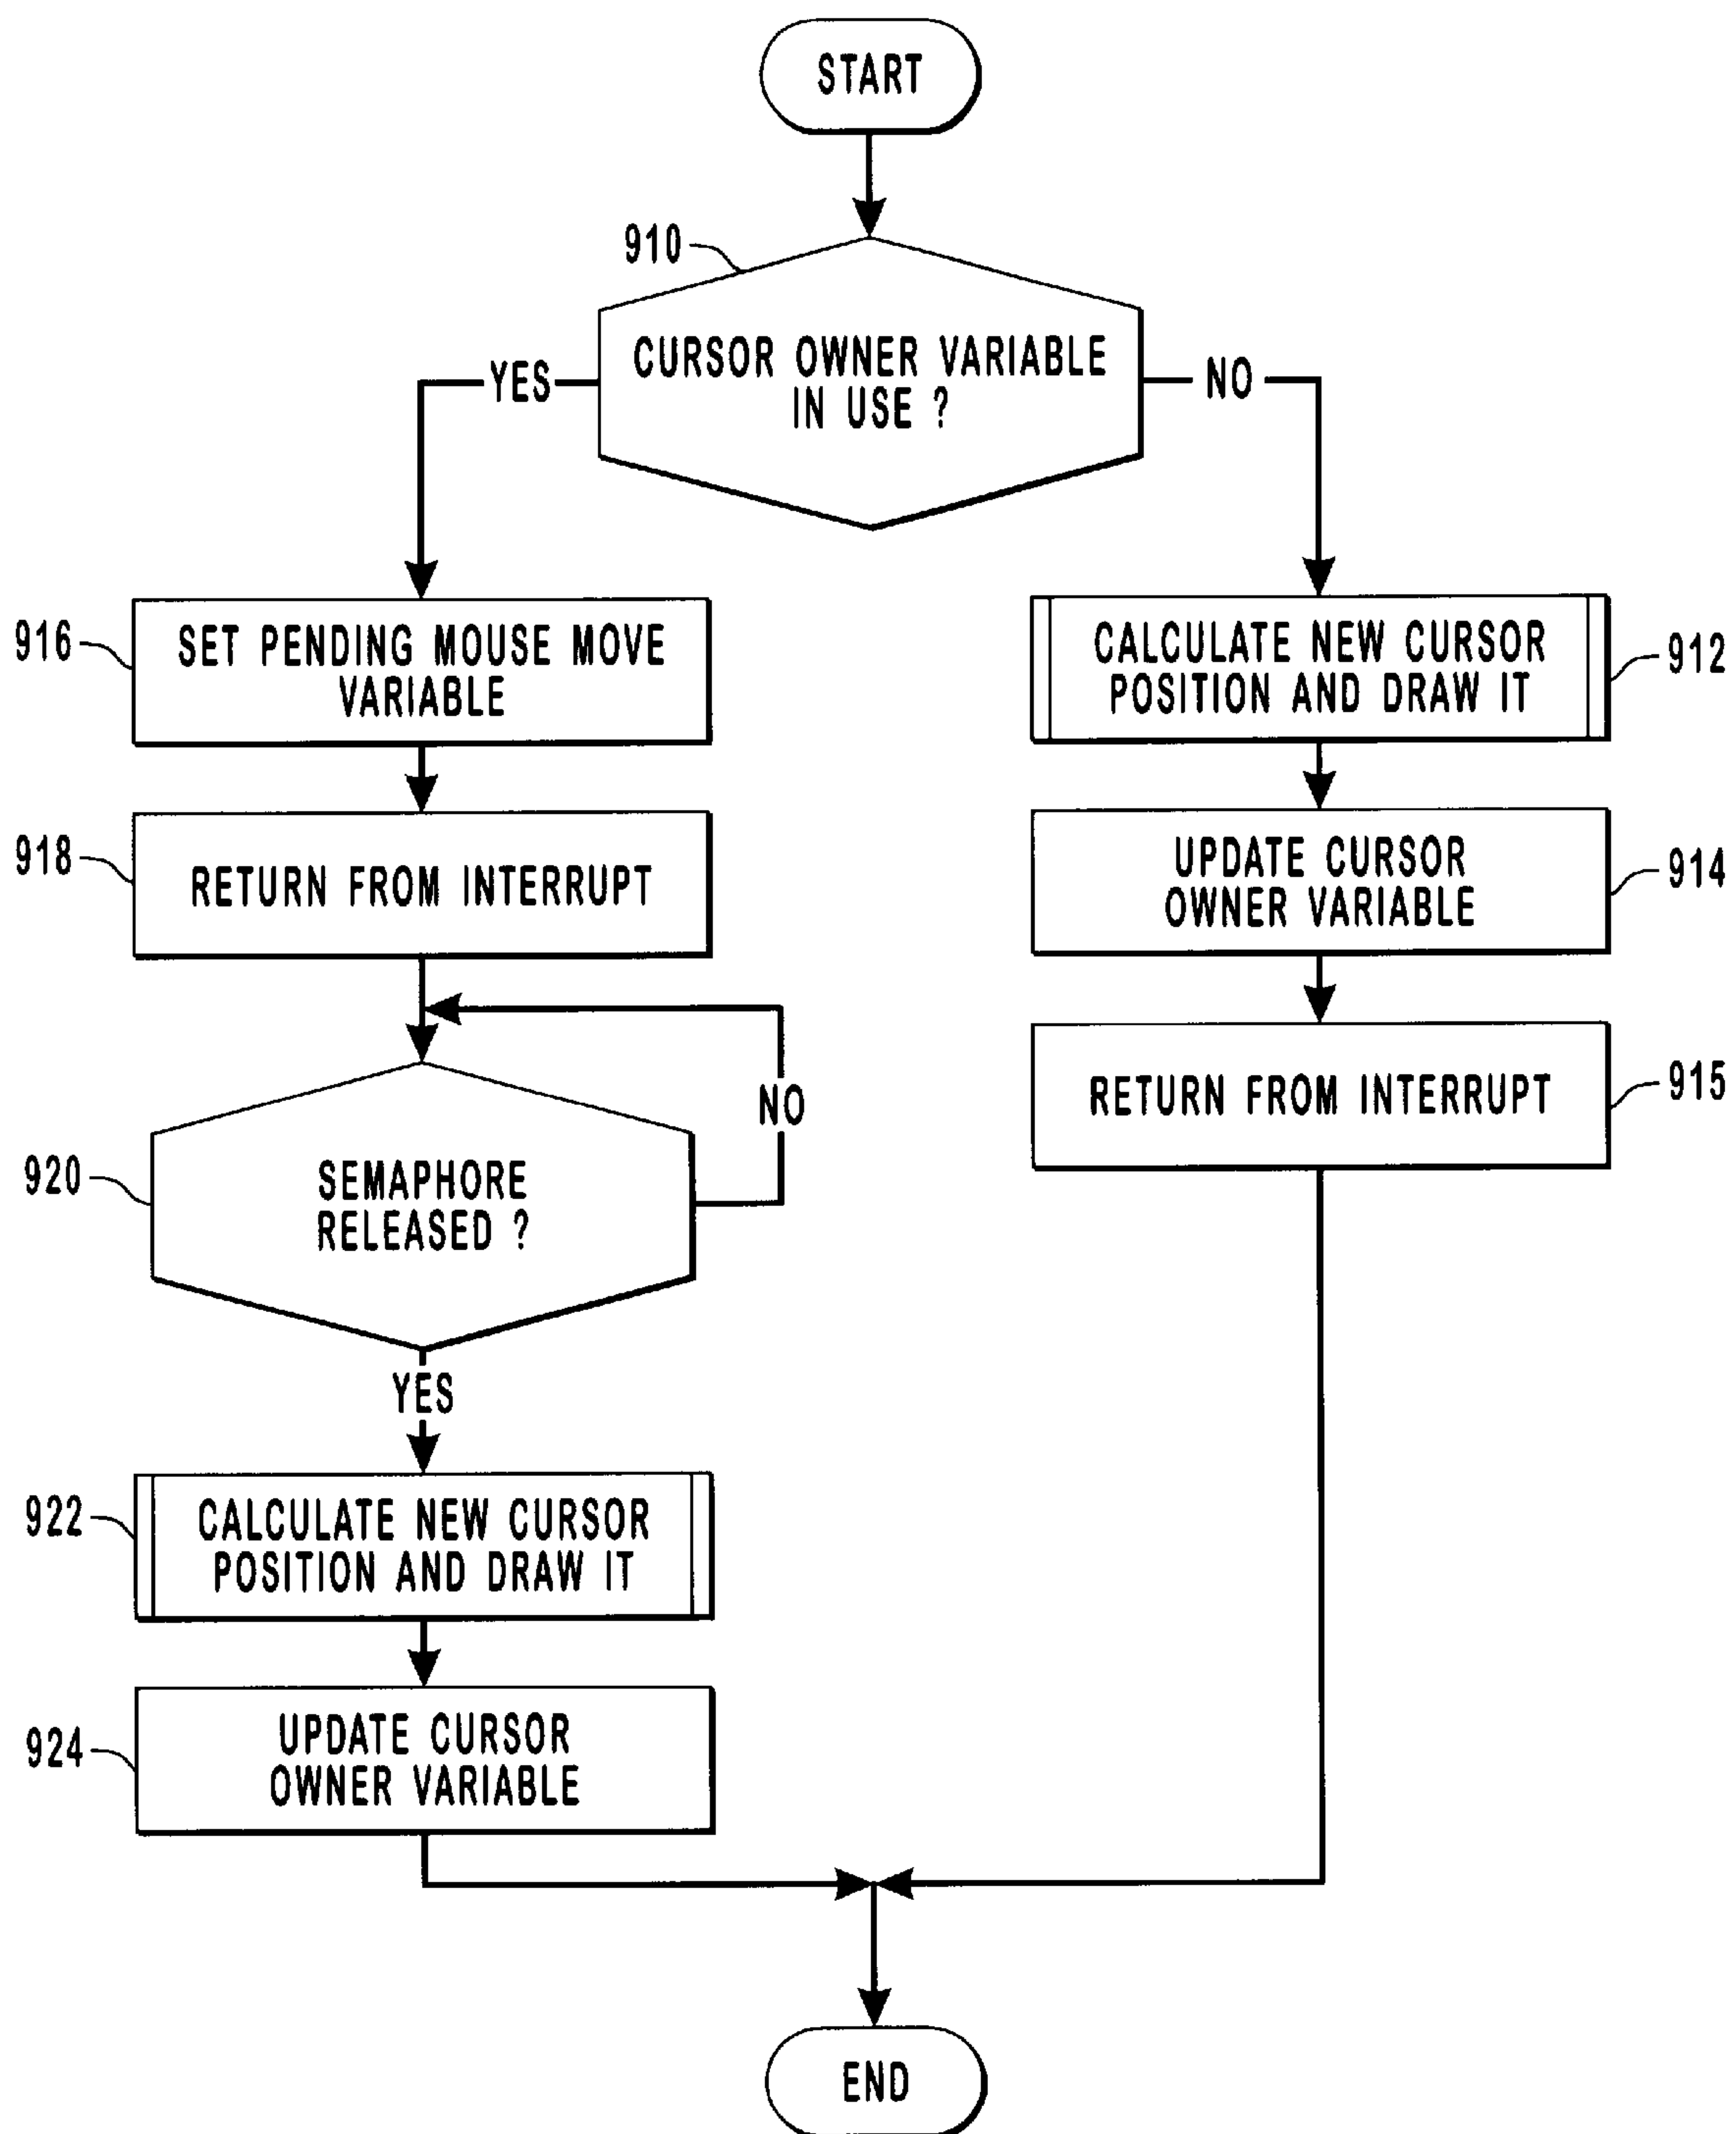 START
910
CURSOR OWNER VARIABLE
IN USE ?
YES
NO
916
SET PENDING MOUSE MOVE
VARIABLE
CALCULATE NEW CURSOR
POSITION AND DRAW IT
912
918
RETURN FROM INTERRUPT
UPDATE CURSOR
OWNER VARIABLE
914
RETURN FROM INTERRUPT
915
NO
920
SEMAPHORE
RELEASED ?
YES
922
CALCULATE NEW CURSOR
POSITION AND DRAW IT
924
UPDATE CURSOR
OWNER VARIABLE
END